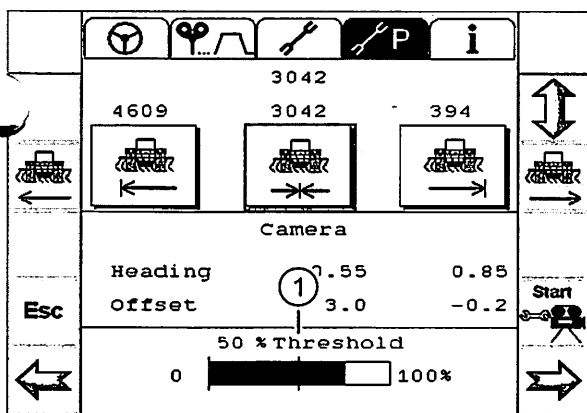 P i
3042
4609 3042 394
Camera
Heading .55 0.85
1
Offset 3.0 -0.2
Esc
Start
50 % Threshold
0 100%